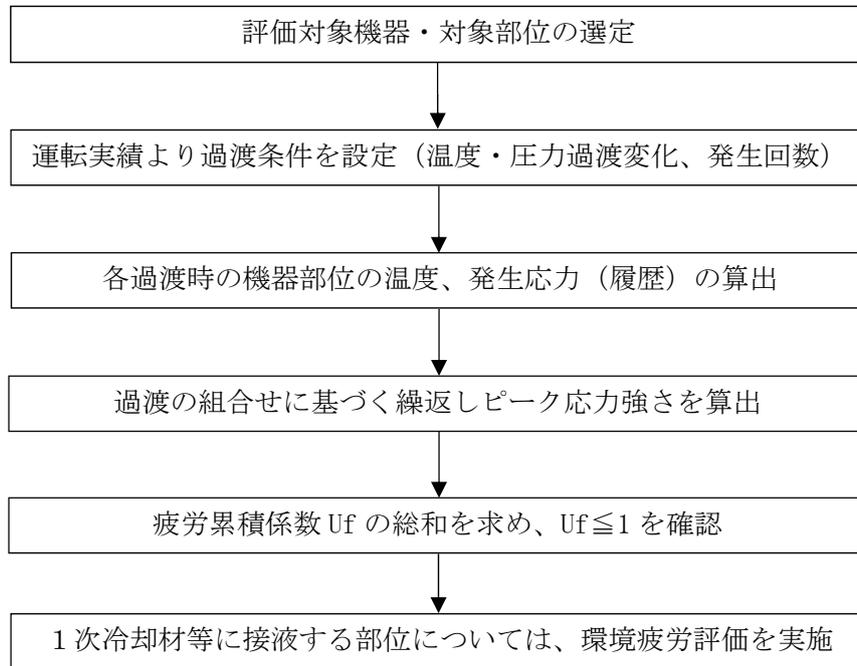 評価対象機器・対象部位の選定
運転実績より過渡条件を設定（温度・圧力過渡変化、発生回数）
各過渡時の機器部位の温度、発生応力（履歴）の算出
過渡の組合せに基づく繰返しピーク応力強さを算出
疲労累積係数 Uf の総和を求め、Uf≦1 を確認
１次冷却材等に接液する部位については、環境疲労評価を実施